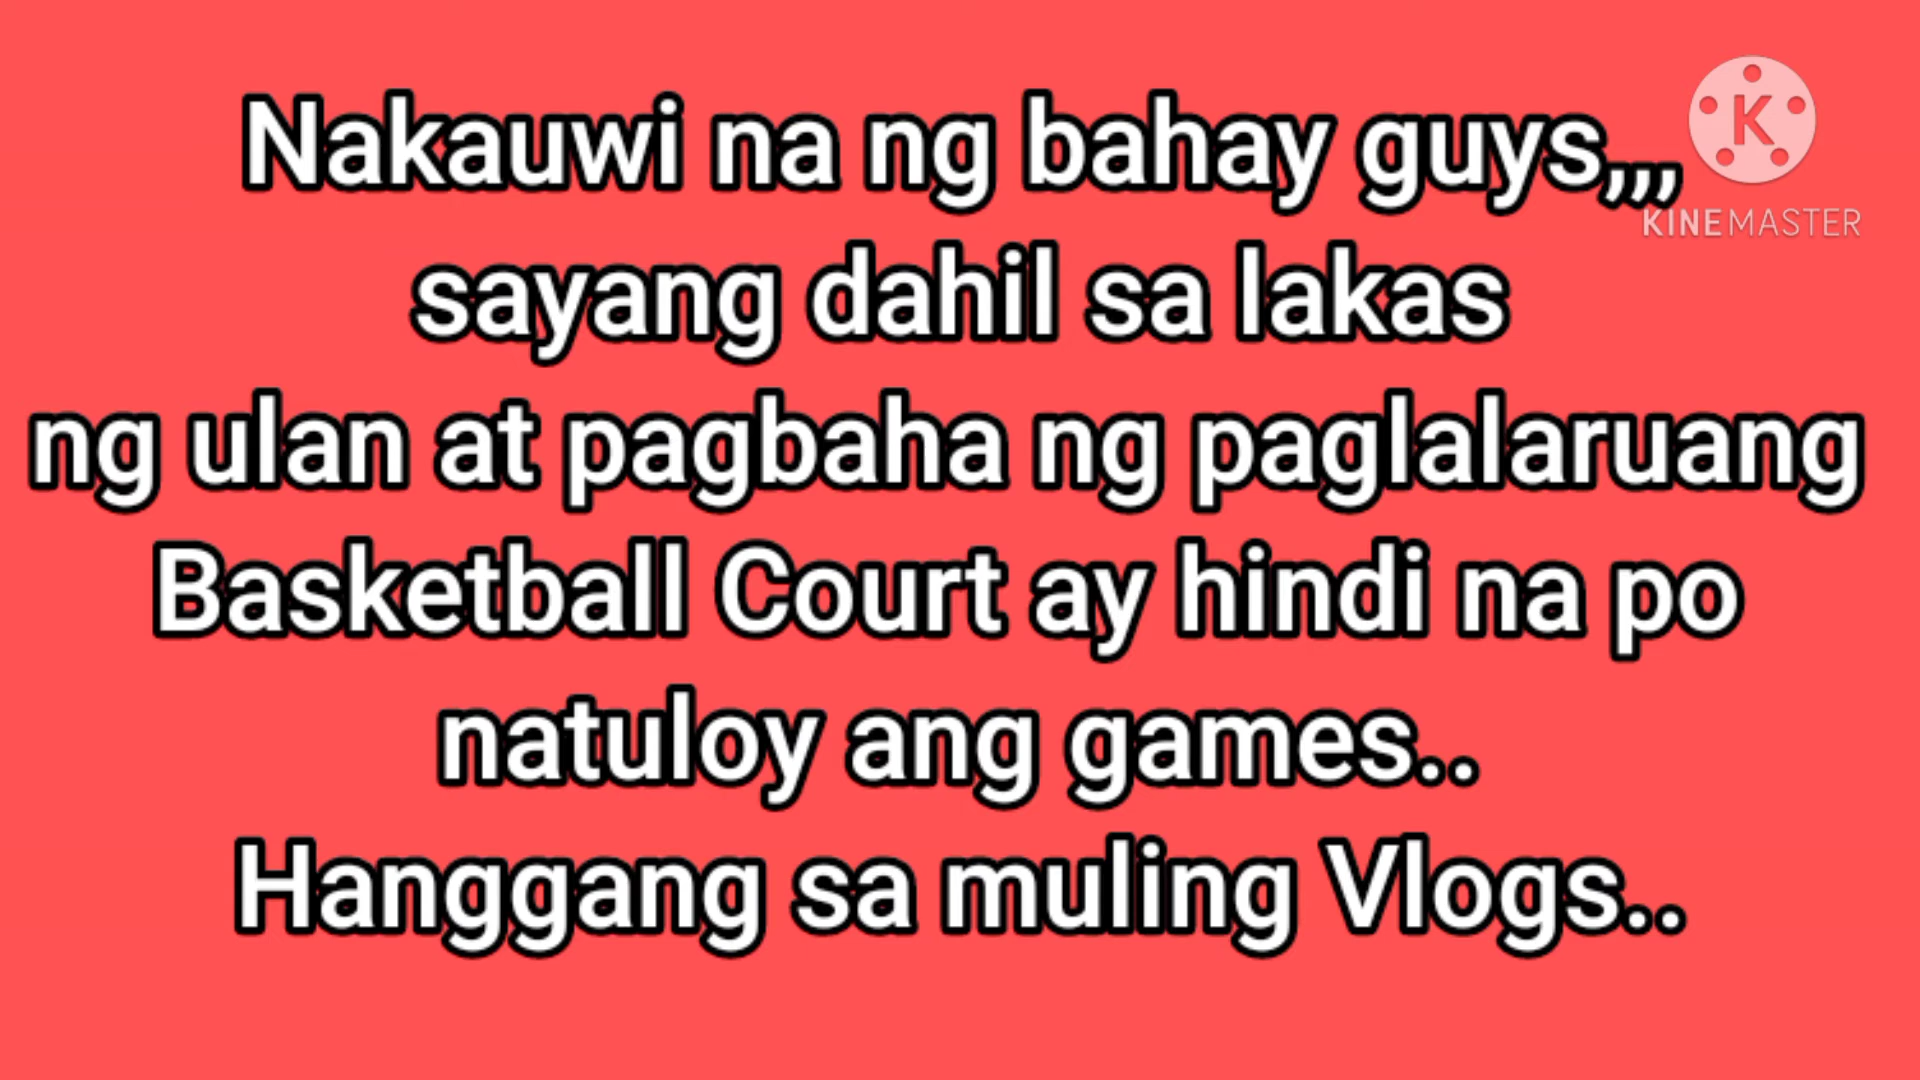 Nakauwi na ng bahay guys,,,
K
KINEMASTER
sayang dahil sa lakas
ng ulan at pagbaha ng paglalaruang
Basketball Court ay hindi na po
natuloy ang games..
Hanggang sa muling Vlogs..